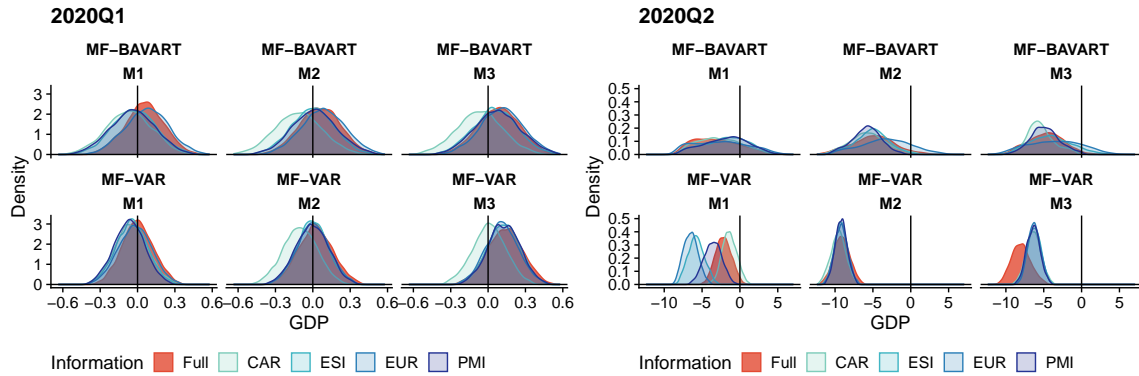 2020Q1
MF−BAVART MF−BAVART MF−BAVART
M1 M2 M3
3
2
1
0
MF−VAR MF−VAR MF−VAR
M1 M2 M3
3
2
1
0
Density
−0.6 −0.3 0.0 0.3 0.6 −0.6 −0.3 0.0 0.3 0.6 −0.6 −0.3 0.0 0.3 0.6
GDP
Information Full CAR ESI EUR PMI
2020Q2
MF−BAVART MF−BAVART MF−BAVART
M1 M2 M3
0.5
0.4
0.3
0.2
0.1
0.0
MF−VAR MF−VAR MF−VAR
M1 M2 M3
0.5
0.4
0.3
0.2
0.1
0.0
Density
−10 −5 0 5 −10 −5 0 5 −10 −5 0 5
GDP
Information Full CAR ESI EUR PMI